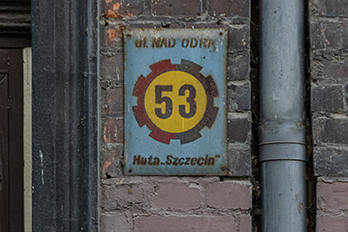 ul. NAD ODRĄ
53
Huta „Szczecin"